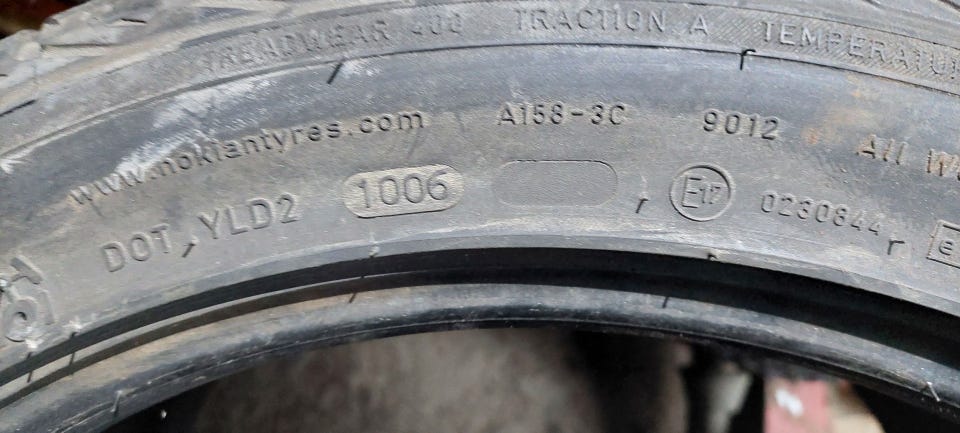 TREADWEAR 400 TRACTION A TEMPERATU
www.nokiantyres.com A158-3C 9012 All W
DOT YLD2 1006 E17 0230844 e